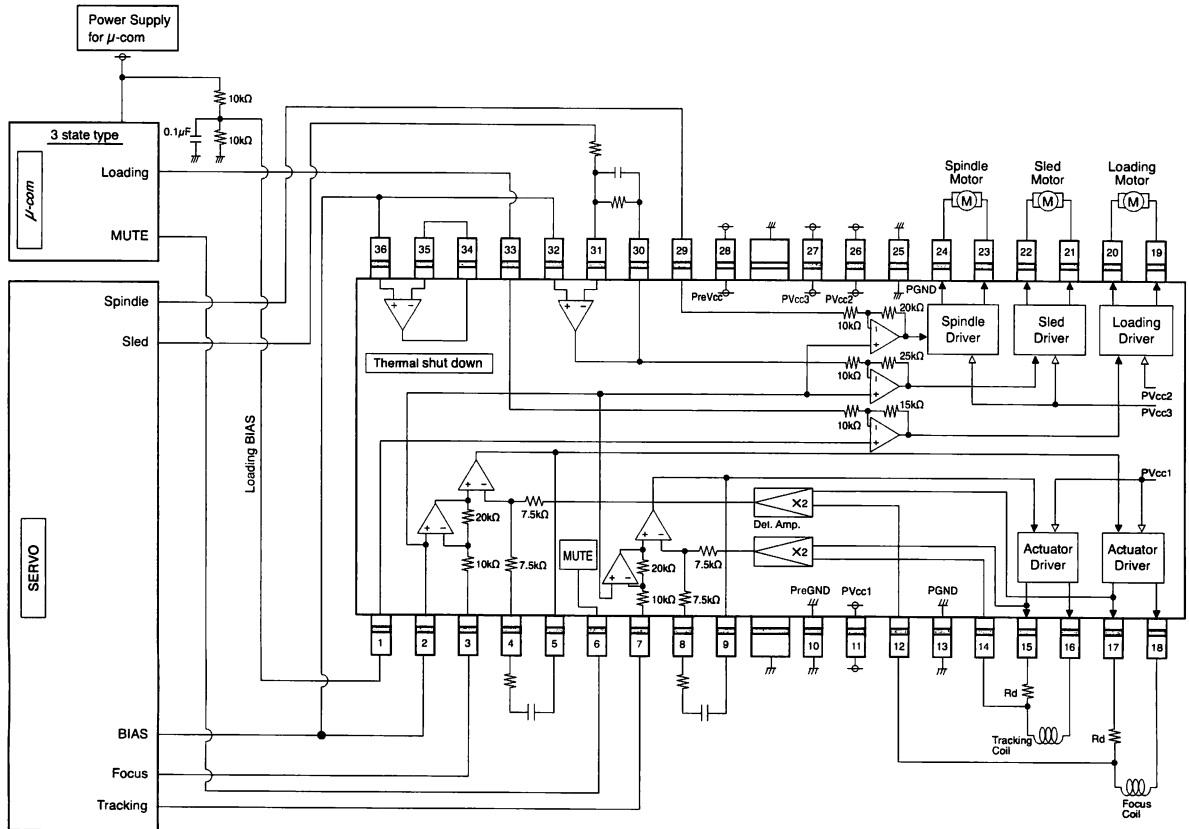 Power Supply
for μ-com
10kΩ
0.1μF
10kΩ
3 state type
μ-com
Loading
MUTE
Spindle
Motor
Sled
Motor
Loading
Motor
M
M
M
36
35
34
33
32
31
30
29
28
27
26
25
24
23
22
21
20
19
SERVO
Spindle
Sled
BIAS
Focus
Tracking
Loading BIAS
PreVcc
PVcc3
PVcc2
PGND
+ −
+ −
Thermal shut down
10kΩ
20kΩ
−
+
10kΩ
25kΩ
−
+
10kΩ
15kΩ
−
+
Spindle
Driver
Sled
Driver
Loading
Driver
PVcc2
PVcc3
PVcc1
+ −
+ −
20kΩ
10kΩ
7.5kΩ
7.5kΩ
MUTE
+ −
+ −
20kΩ
10kΩ
7.5kΩ
7.5kΩ
X2
Det. Amp.
X2
Actuator
Driver
Actuator
Driver
PreGND
PVcc1
PGND
1
2
3
4
5
6
7
8
9
10
11
12
13
14
15
16
17
18
Rd
Tracking
Coil
Rd
Focus
Coil